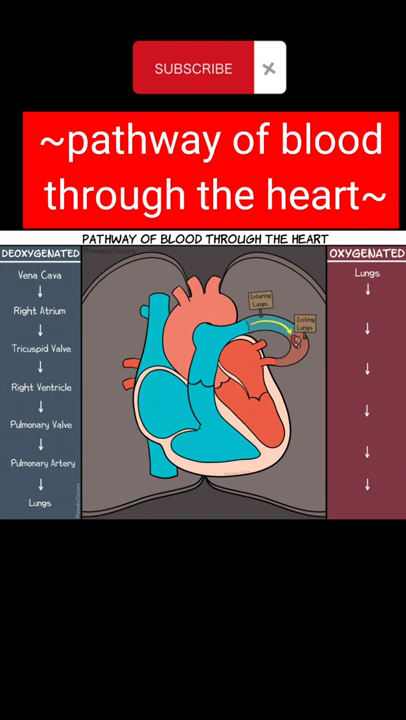 SUBSCRIBE
~pathway of blood
through the heart~
PATHWAY OF BLOOD THROUGH THE HEART
DEOXYGENATED
Vena Cava
↓
Right Atrium
↓
Tricuspid Valve
↓
Right Ventricle
↓
Pulmonary Valve
↓
Pulmonary Artery
↓
Lungs
Entering
Lungs
Exiting
Lungs
OXYGENATED
Lungs
↓
↓
↓
↓
↓
↓